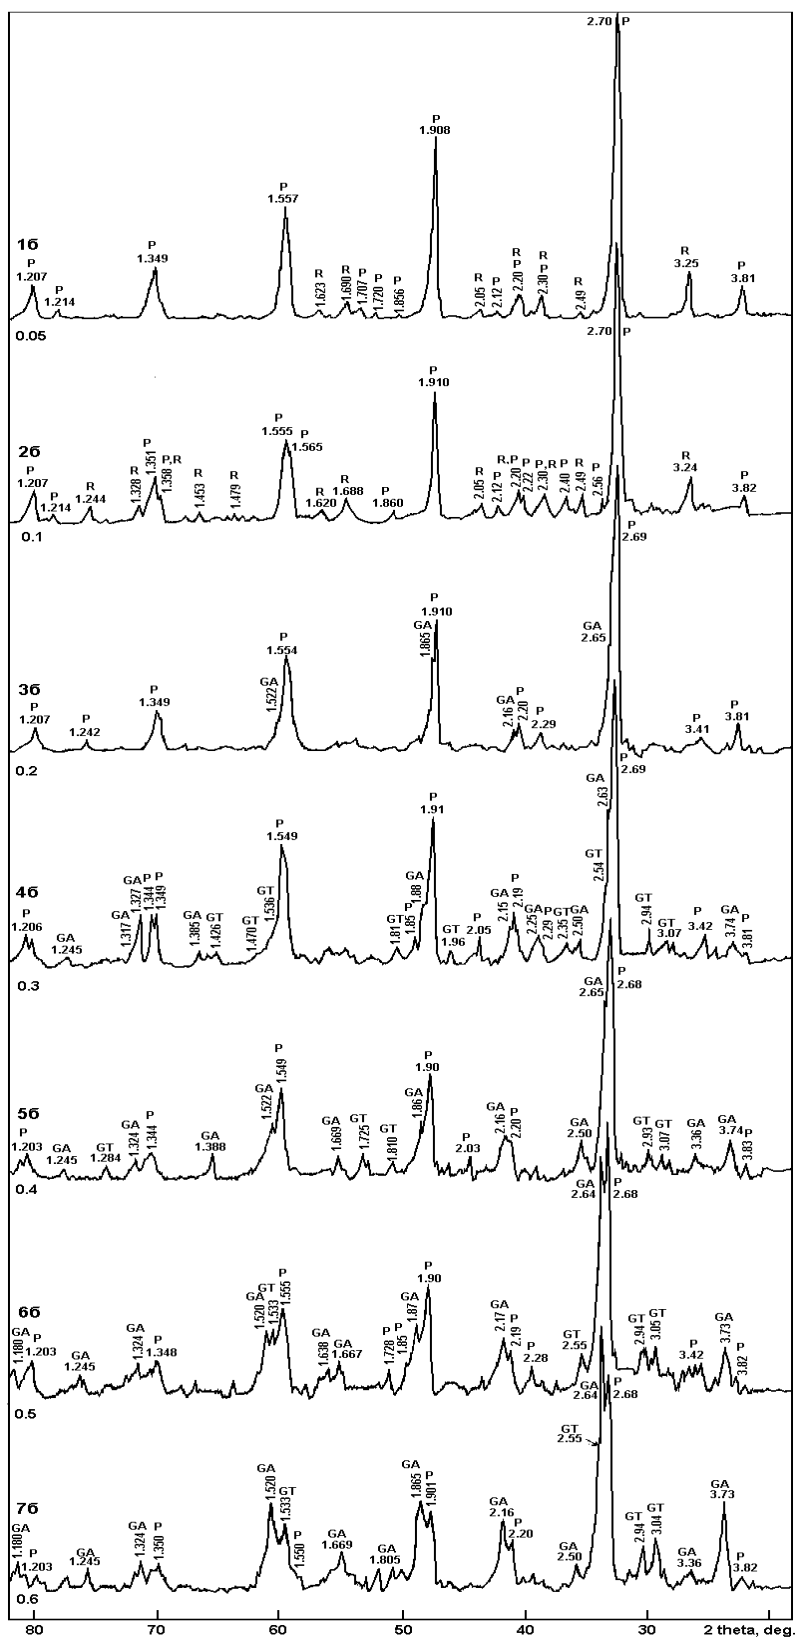 2.70 P
P
1.908
P
1.557
1б
P
1.207
P
1.214
P
1.349
R
1.623
R
1.690
P
1.707
P
1.720
P
1.856
R
2.05
P
2.12
R
P
2.20
R
P
2.30
R
2.49
R
3.25
P
3.81
0.05
2.70 P
2б
P
1.207
P
1.214
R
1.244
R
1.328
P
1.351
P,R
1.358
R
1.453
R
1.479
P
1.555
P
1.565
R
1.620
R
1.688
P
1.860
P
1.910
R
2.05
P
2.12
R,P
2.20
P
2.22
P,R
2.30
P
2.40
R
2.49
P
2.56
R
3.24
P
3.82
0.1
P
2.69
3б
P
1.207
P
1.242
P
1.349
GA
1.522
P
1.554
GA
1.865
P
1.910
GA
2.16
P
2.20
P
2.29
GA
2.65
P
3.41
P
3.81
0.2
P
2.69
4б
P
1.206
GA
1.245
GA
1.317
GA
1.327
P
1.344
P
1.349
GA
1.385
GT
1.426
GT
1.470
GT
1.536
P
1.549
GT
1.81
P
1.85
GA
1.88
P
1.91
GT
1.96
P
2.05
GA
2.15
P
2.19
GA
2.25
P
2.29
GT
2.35
GA
2.50
GT
2.54
GA
2.63
GT
2.94
GT
3.07
P
3.42
GA
3.74
P
3.81
0.3
GA
2.65
P
2.68
5б
P
1.203
GA
1.245
GT
1.284
GA
1.324
P
1.344
GA
1.388
GA
1.522
P
1.549
GA
1.669
GT
1.725
GT
1.810
GA
1.86
P
1.90
P
2.03
GA
2.16
P
2.20
GA
2.50
GT
2.93
GT
3.07
GA
3.36
GA
3.74
P
3.83
0.4
GA
2.64
P
2.68
6б
GA
1.180
P
1.203
GA
1.245
GA
1.324
P
1.348
GA
1.520
GT
1.533
P
1.555
GA
1.638
GA
1.667
P
1.728
P
1.85
GA
1.87
P
1.90
GA
2.17
P
2.19
P
2.28
GT
2.55
GT
2.94
GT
3.05
P
3.42
GA
3.73
P
3.82
0.5
GA
2.64
P
2.68
GT
2.55
7б
GA
1.180
P
1.203
GA
1.245
GA
1.324
P
1.350
GA
1.520
GT
1.533
P
1.550
GA
1.669
GA
1.805
GA
1.865
P
1.901
GA
2.16
P
2.20
GA
2.50
GT
2.94
GT
3.04
GA
3.36
GA
3.73
P
3.82
0.6
80 70 60 50 40 30 2 theta, deg.